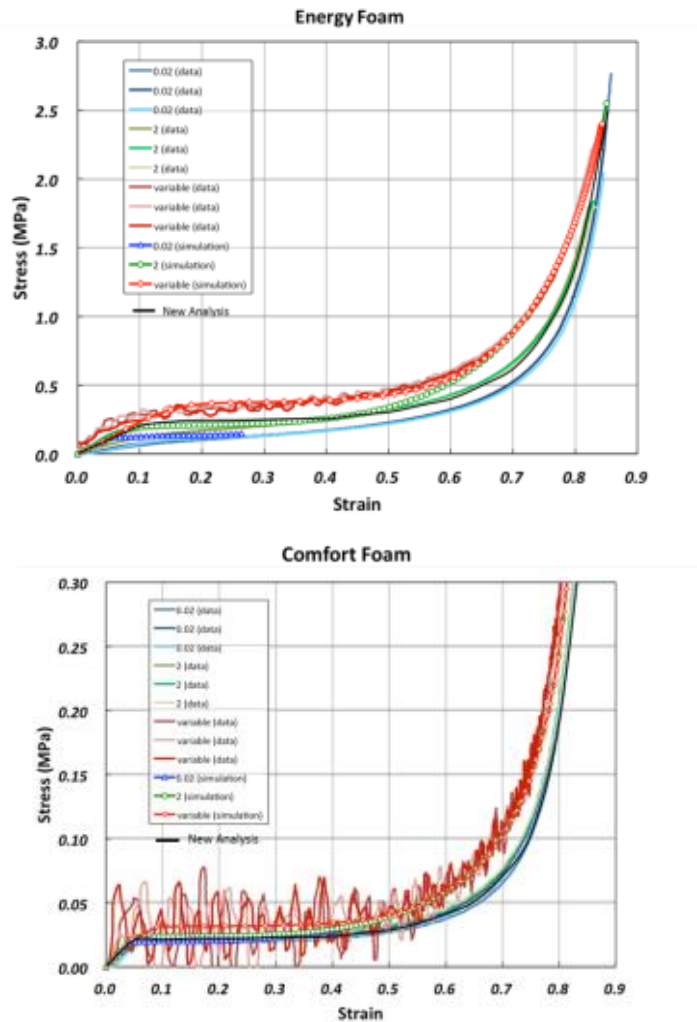 Energy Foam
3.0
2.5
2.0
1.5
1.0
0.5
0.0
Stress (MPa)
0.02 (data)
0.02 (data)
0.02 (data)
2 (data)
2 (data)
2 (data)
variable (data)
variable (data)
variable (data)
0.02 (simulation)
2 (simulation)
variable (simulation)
New Analysis
0.0 0.1 0.2 0.3 0.4 0.5 0.6 0.7 0.8 0.9
Strain
Comfort Foam
0.30
0.25
0.20
0.15
0.10
0.05
0.00
Stress (MPa)
0.02 (data)
0.02 (data)
0.02 (data)
2 (data)
2 (data)
2 (data)
variable (data)
variable (data)
variable (data)
0.02 (simulation)
2 (simulation)
variable (simulation)
New Analysis
0.0 0.1 0.2 0.3 0.4 0.5 0.6 0.7 0.8 0.9
Strain